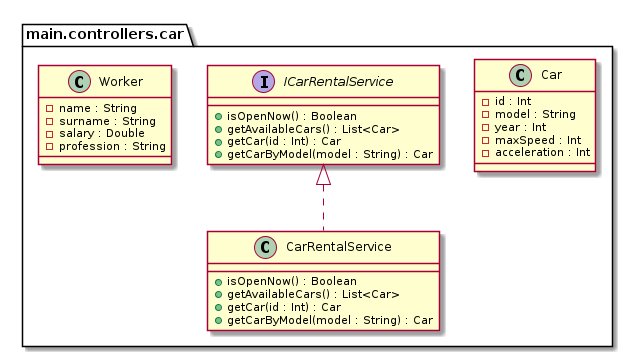 main.controllers.car
C Worker
name : String
surname : String
salary : Double
profession : String
I ICarRentalService
isOpenNow() : Boolean
getAvailableCars() : List<Car>
getCar(id : Int) : Car
getCarByModel(model : String) : Car
C Car
id : Int
model : String
year : Int
maxSpeed : Int
acceleration : Int
C CarRentalService
isOpenNow() : Boolean
getAvailableCars() : List<Car>
getCar(id : Int) : Car
getCarByModel(model : String) : Car